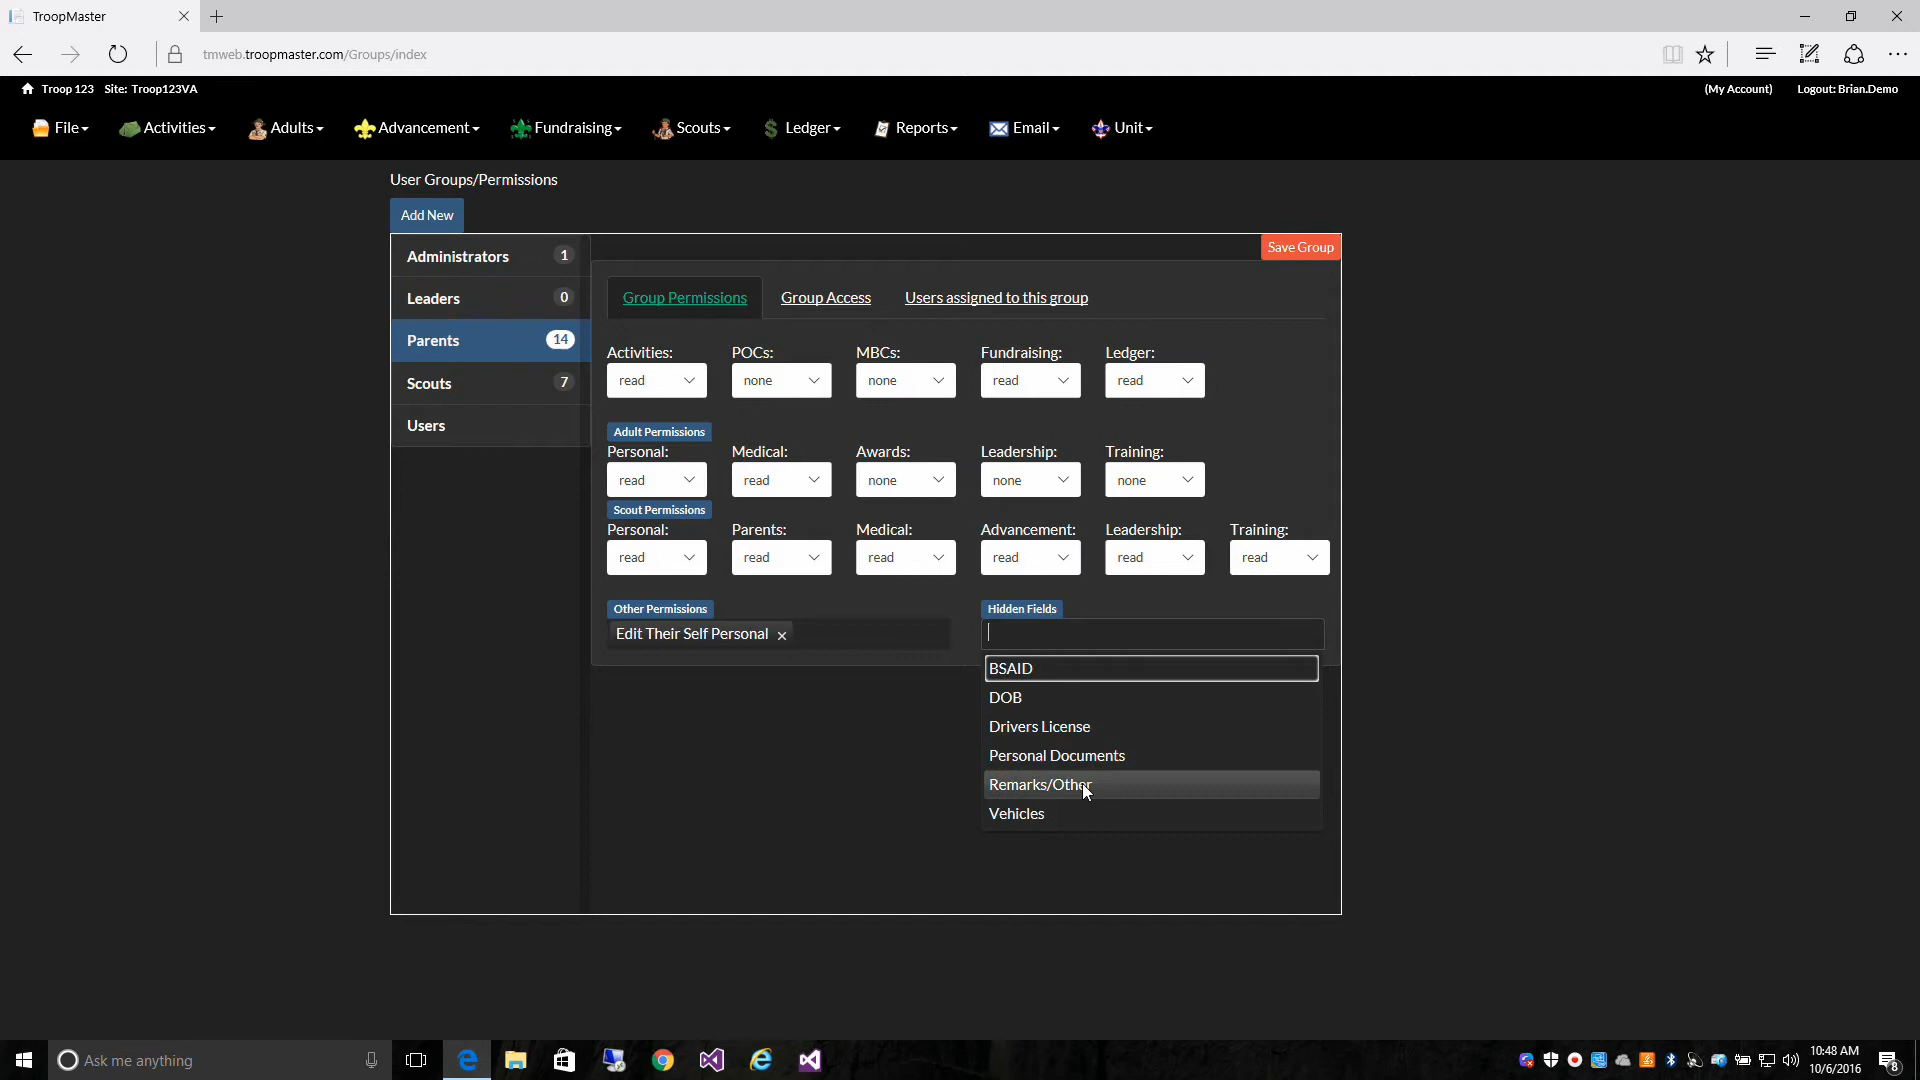 TroopMaster
tmweb.troopmaster.com/Groups/index
Troop 123 Site: Troop123VA (My Account) Logout: Brian.Demo
File Activities Adults Advancement Fundraising Scouts Ledger Reports Email Unit
User Groups/Permissions
Add New
Administrators 1
Leaders 0
Parents 14
Scouts 7
Users
Save Group
Group Permissions Group Access Users assigned to this group
Activities: POCs: MBCs: Fundraising: Ledger:
read none none read read
Adult Permissions
Personal: Medical: Awards: Leadership: Training:
read read none none none
Scout Permissions
Personal: Parents: Medical: Advancement: Leadership: Training:
read read read read read read
Other Permissions Hidden Fields
Edit Their Self Personal
BSAID
DOB
Drivers License
Personal Documents
Remarks/Other
Vehicles
Ask me anything
10:48 AM
10/6/2016
8